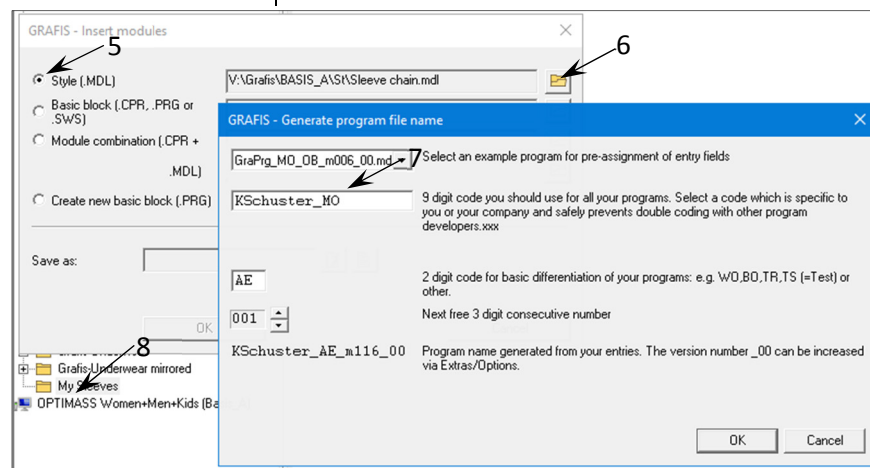 GRAFIS - Insert modules
5
6
Style (.MDL)
V:\Grafis\BASIS_A\St\Sleeve chain.mdl
Basic block (.CPR, .PRG or
.SWS)
Module combination (.CPR +
.MDL)
Create new basic block (.PRG)
Save as:
OK
GRAFIS - Generate program file name
GraPrg_MO_OB_m006_00.md
7
Select an example program for pre-assignment of entry fields
KSchuster_MO
9 digit code you should use for all your programs. Select a code which is specific to
you or your company and safely prevents double coding with other program
developers.xxx
AE
2 digit code for basic differentiation of your programs: e.g. WO,BO,TR,TS (=Test) or
other.
001
Next free 3 digit consecutive number
KSchuster_AE_m116_00
Program name generated from your entries. The version number _00 can be increased
via Extras/Options.
OK
Cancel
8
Grafis-Underwear mirrored
My Sleeves
OPTIMASS Women+Men+Kids (Ba